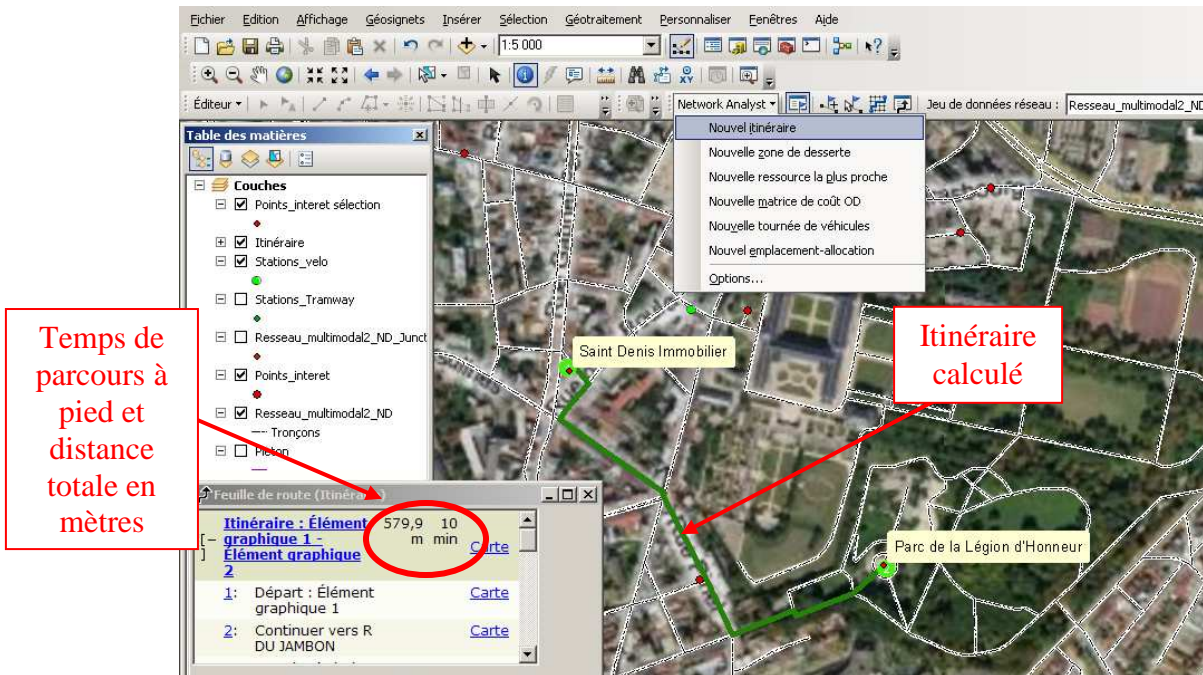 Fichier Edition Affichage Géosignets Insérer Sélection Géotraitement Personnaliser Fenêtres Aide
1:5 000
Éditeur
Network Analyst
Jeu de données réseau :
Resseau_multimodal2_ND
Table des matières
Couches
Points_interet sélection
Itinéraire
Stations_velo
Stations_Tramway
Resseau_multimodal2_ND_Junct
Points_interet
Resseau_multimodal2_ND
Tronçons
Piéton
Nouvel itinéraire
Nouvelle zone de desserte
Nouvelle ressource la plus proche
Nouvelle matrice de coût OD
Nouvelle tournée de véhicules
Nouvel emplacement-allocation
Options...
Temps de
parcours à
pied et
distance
totale en
mètres
Itinéraire
calculé
Saint Denis Immobilier
Parc de la Légion d'Honneur
Feuille de route (Itinéraire)
Itinéraire : Élément 579,9 10
graphique 1 - m min
Élément graphique Carte
2
1: Départ : Élément Carte
graphique 1
2: Continuer vers R Carte
DU JAMBON